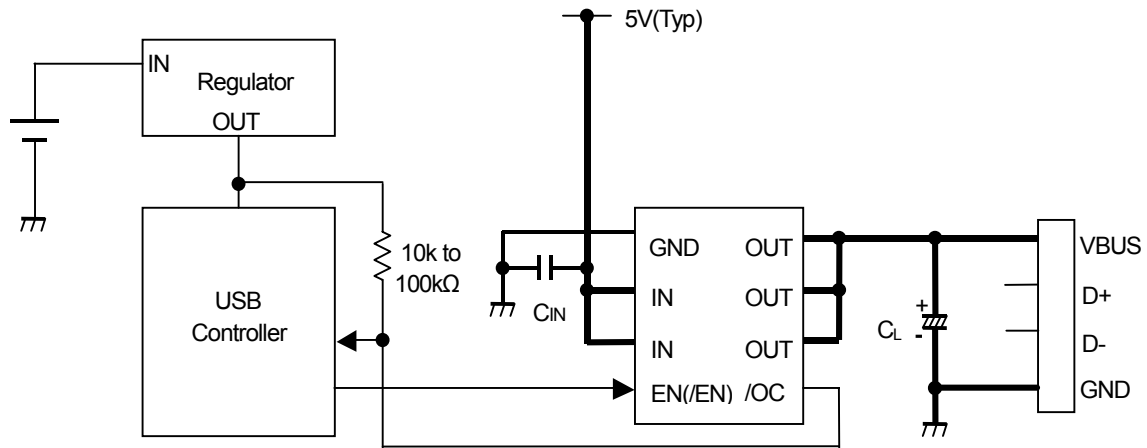 5V(Typ)
IN
Regulator
OUT
10k to
100kΩ
USB
Controller
CIN
GND
OUT
IN
OUT
IN
OUT
EN(/EN)
/OC
+
CL
-
VBUS
D+
D-
GND